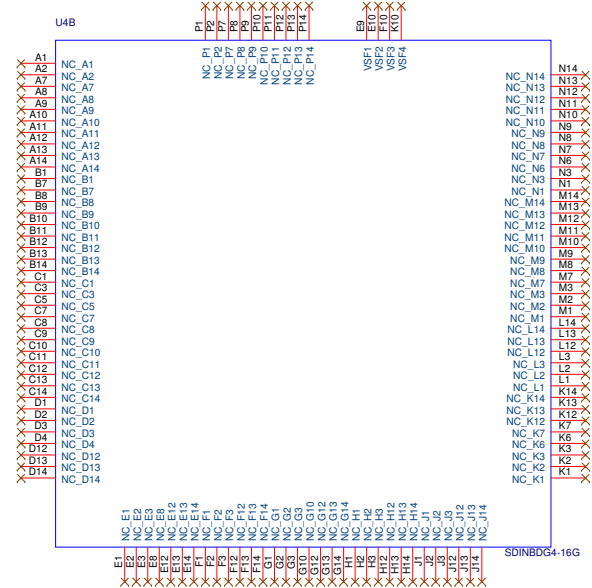 U4B
P1 P2 P7 P8 P9 P10 P11 P12 P13 P14 E9 E10 F10 K10
NC_P1 NC_P2 NC_P7 NC_P8 NC_P9 NC_P10 NC_P11 NC_P12 NC_P13 NC_P14 VSF1 VSF2 VSF3 VSF4
A1 NC_A1
A2 NC_A2 NC_N14 N14
A7 NC_A7 NC_N13 N13
A8 NC_A8 NC_N12 N12
A9 NC_A9 NC_N11 N11
A10 NC_A10 NC_N10 N10
A11 NC_A11 NC_N9 N9
A12 NC_A12 NC_N8 N8
A13 NC_A13 NC_N7 N7
A14 NC_A14 NC_N6 N6
B1 NC_B1 NC_N3 N3
B7 NC_B7 NC_N1 N1
B8 NC_B8 NC_M14 M14
B9 NC_B9 NC_M13 M13
B10 NC_B10 NC_M12 M12
B11 NC_B11 NC_M11 M11
B12 NC_B12 NC_M10 M10
B13 NC_B13 NC_M9 M9
B14 NC_B14 NC_M8 M8
C1 NC_C1 NC_M7 M7
C3 NC_C3 NC_M3 M3
C5 NC_C5 NC_M2 M2
C7 NC_C7 NC_M1 M1
C8 NC_C8 NC_L14 L14
C9 NC_C9 NC_L13 L13
C10 NC_C10 NC_L12 L12
C11 NC_C11 NC_L3 L3
C12 NC_C12 NC_L2 L2
C13 NC_C13 NC_L1 L1
C14 NC_C14 NC_K14 K14
D1 NC_D1 NC_K13 K13
D2 NC_D2 NC_K12 K12
D3 NC_D3 NC_K7 K7
D4 NC_D4 NC_K6 K6
D12 NC_D12 NC_K3 K3
D13 NC_D13 NC_K2 K2
D14 NC_D14 NC_K1 K1
NC_E1 NC_E2 NC_E3 NC_E8 NC_E12 NC_E13 NC_E14 NC_F1 NC_F2 NC_F3 NC_F12 NC_F13 NC_F14 NC_G1 NC_G2 NC_G3 NC_G10 NC_G12 NC_G13 NC_G14 NC_H1 NC_H2 NC_H3 NC_H12 NC_H13 NC_H14 NC_J1 NC_J2 NC_J3 NC_J12 NC_J13 NC_J14
SDINBDG4-16G
E1 E2 E3 E8 E12 E13 E14 F1 F2 F3 F12 F13 F14 G1 G2 G3 G10 G12 G13 G14 H1 H2 H3 H12 H13 H14 J1 J2 J3 J12 J13 J14